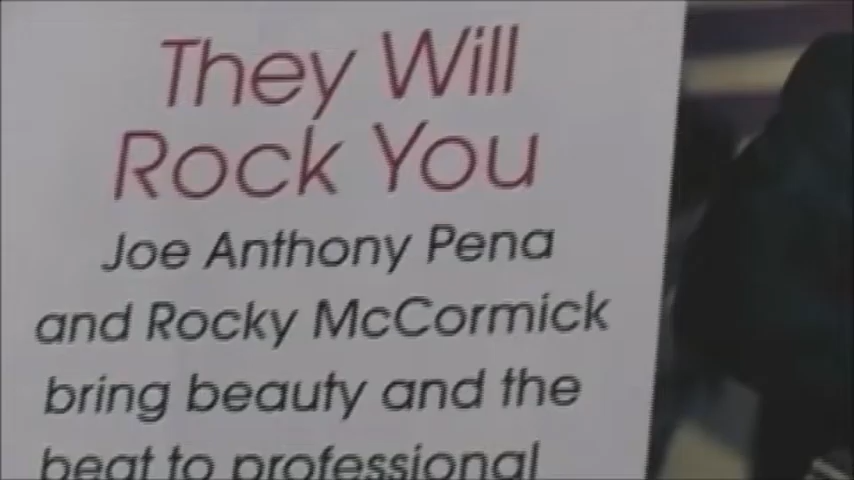 They Will
Rock You
Joe Anthony Pena
and Rocky McCormick
bring beauty and the
beat to professional